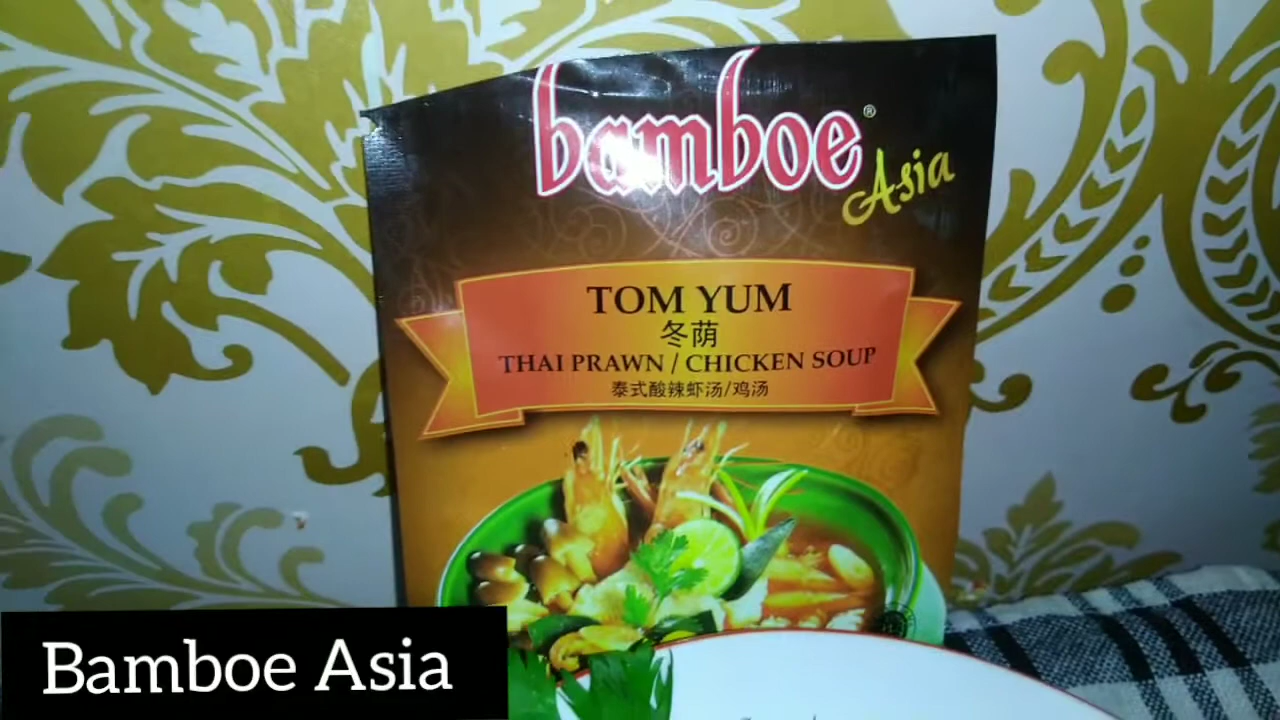 bamboe®
Asia
TOM YUM
冬荫
THAI PRAWN / CHICKEN SOUP
泰式酸辣虾汤/鸡汤
Bamboe Asia